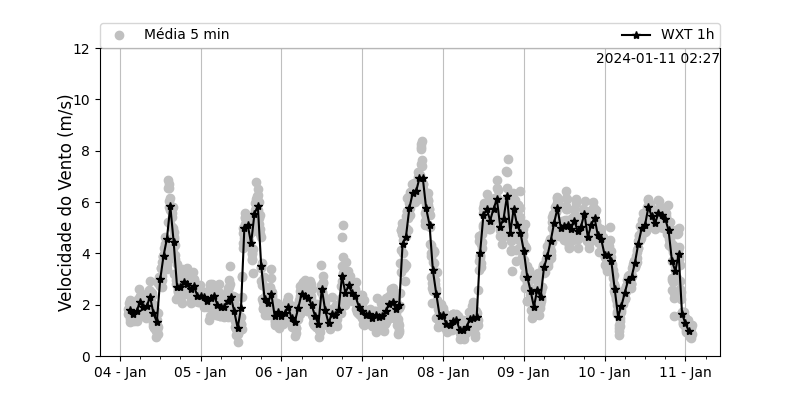 Média 5 min
WXT 1h
2024-01-11 02:27
Velocidade do Vento (m/s)
12
10
8
6
4
2
0
04 - Jan 05 - Jan 06 - Jan 07 - Jan 08 - Jan 09 - Jan 10 - Jan 11 - Jan